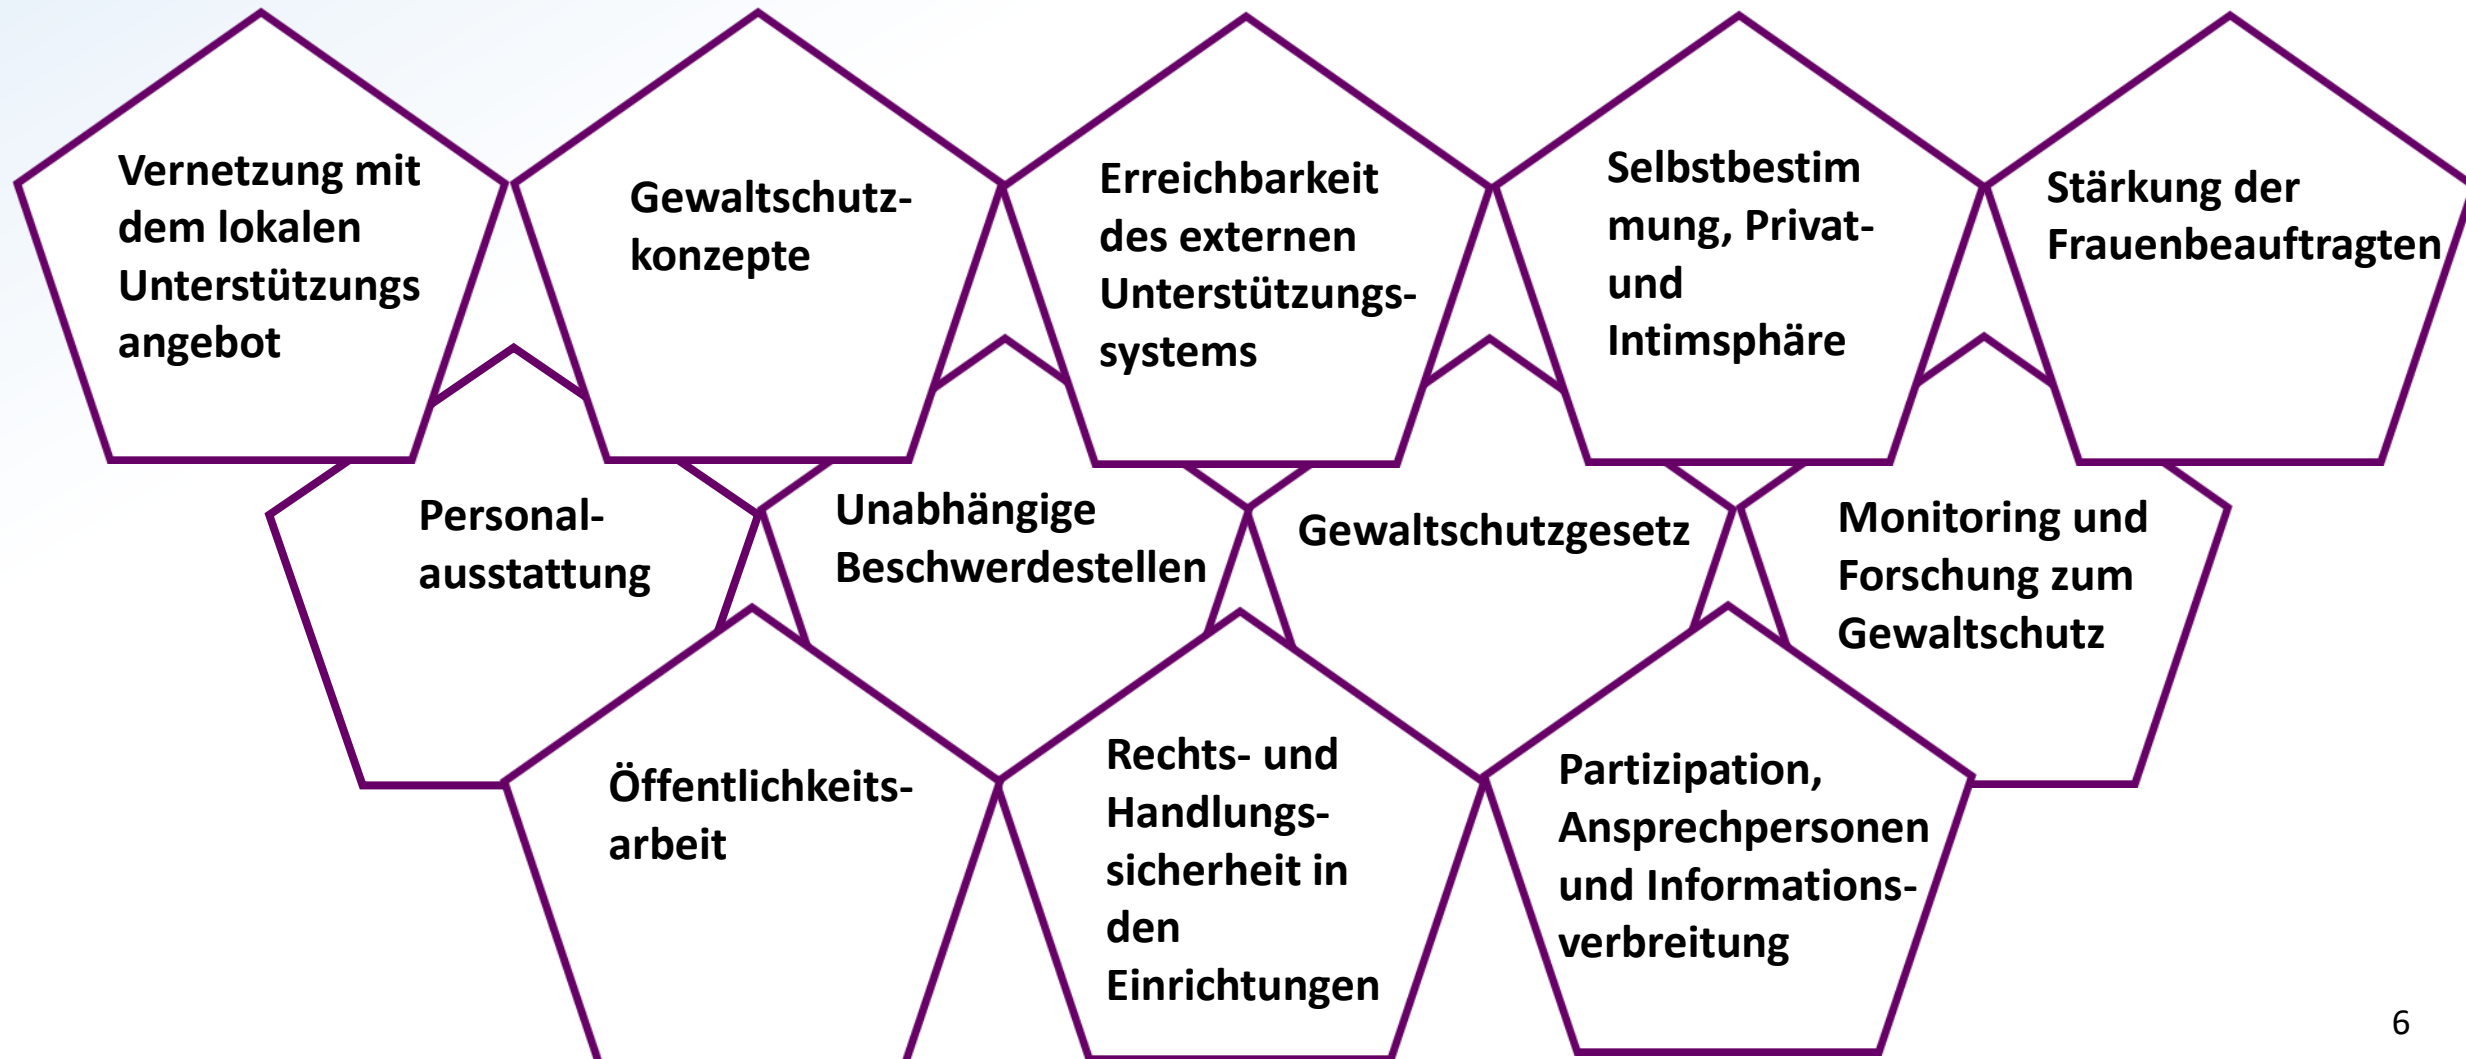 Vernetzung mit
dem lokalen
Unterstützungs
angebot
Gewaltschutz-
konzepte
Erreichbarkeit
des externen
Unterstützungs-
systems
Selbstbestim
mung, Privat-
und
Intimsphäre
Stärkung der
Frauenbeauftragten
Personal-
ausstattung
Unabhängige
Beschwerdestellen
Gewaltschutzgesetz
Monitoring und
Forschung zum
Gewaltschutz
Öffentlichkeits-
arbeit
Rechts- und
Handlungs-
sicherheit in
den
Einrichtungen
Partizipation,
Ansprechpersonen
und Informations-
verbreitung
6